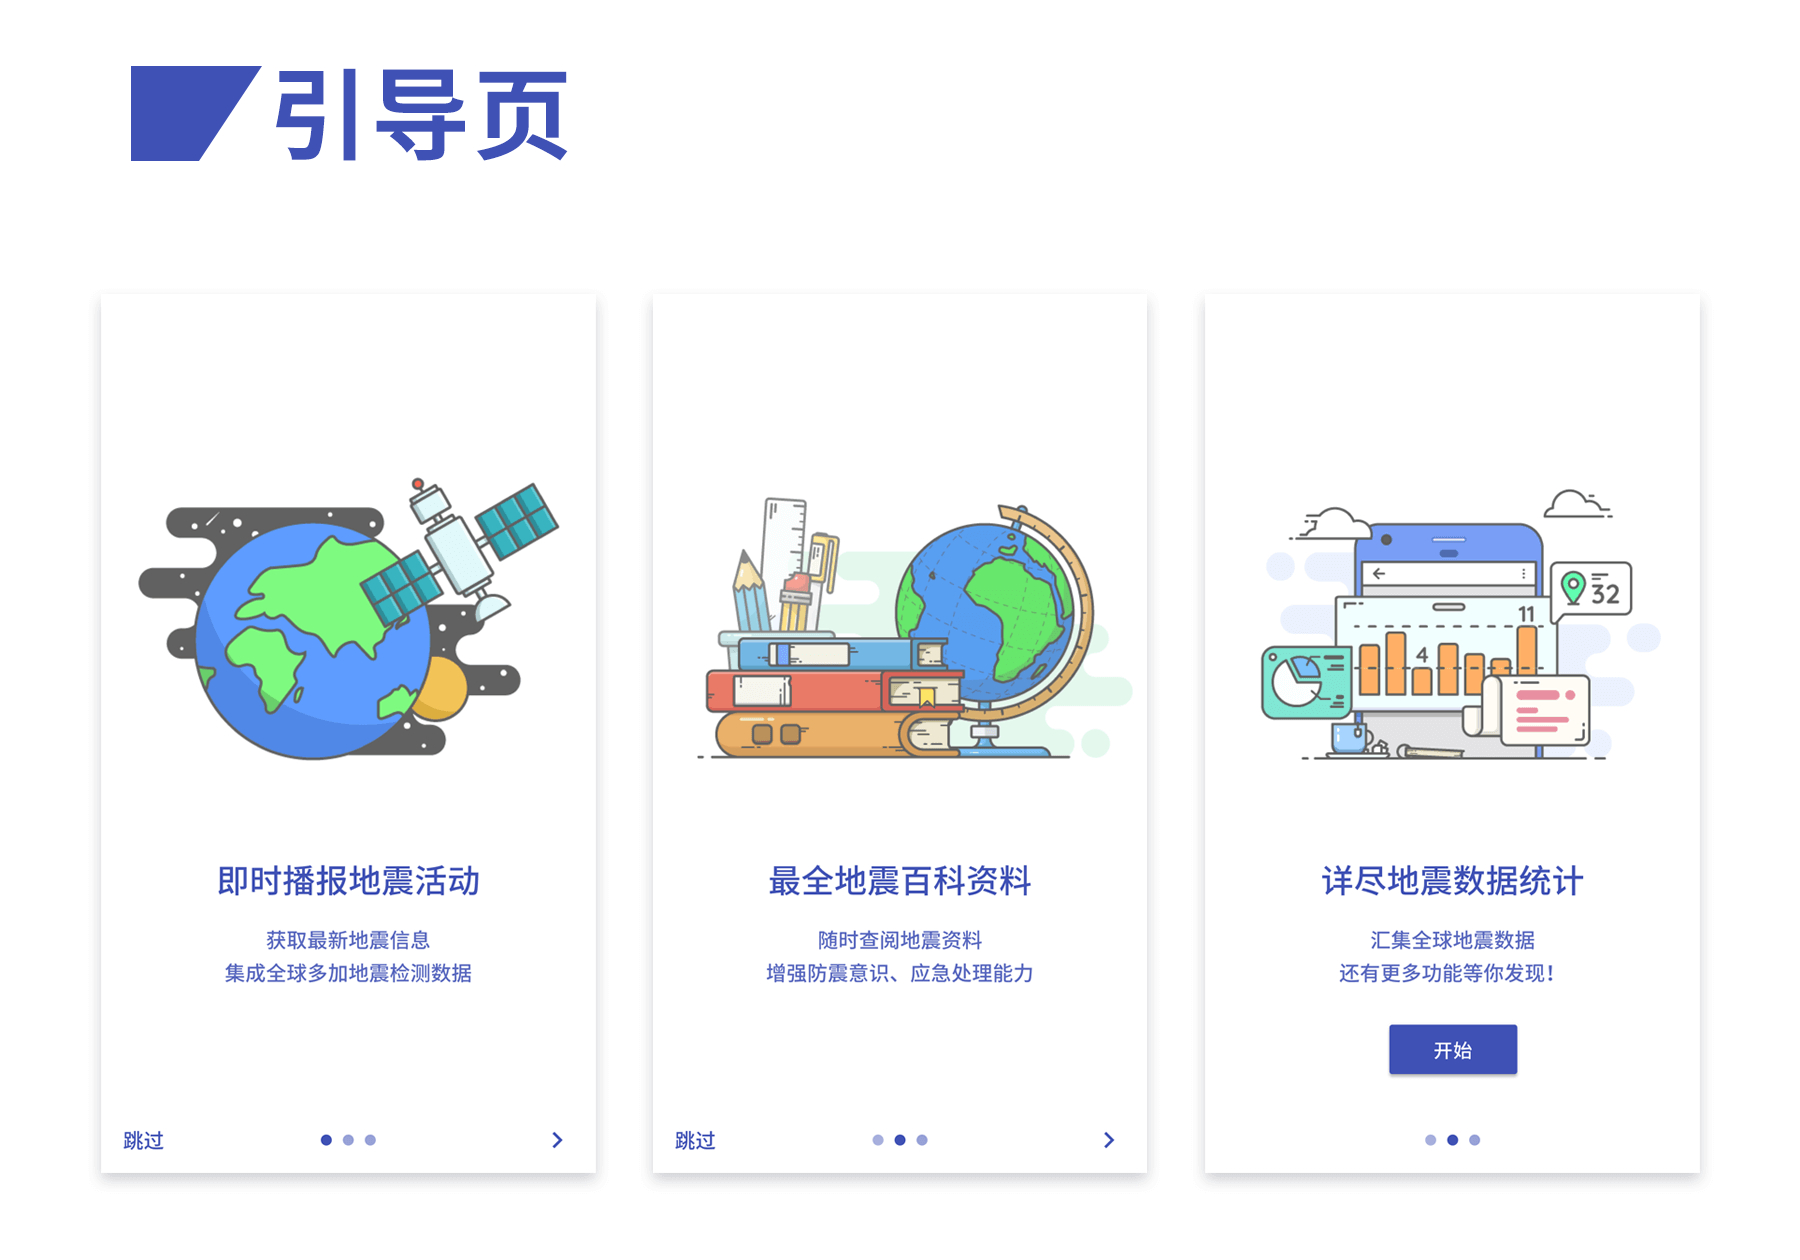 引导页
即时播报地震活动
获取最新地震信息
集成全球多加地震检测数据
跳过
最全地震百科资料
随时查阅地震资料
增强防震意识、应急处理能力
跳过
32
11
4
详尽地震数据统计
汇集全球地震数据
还有更多功能等你发现！
开始